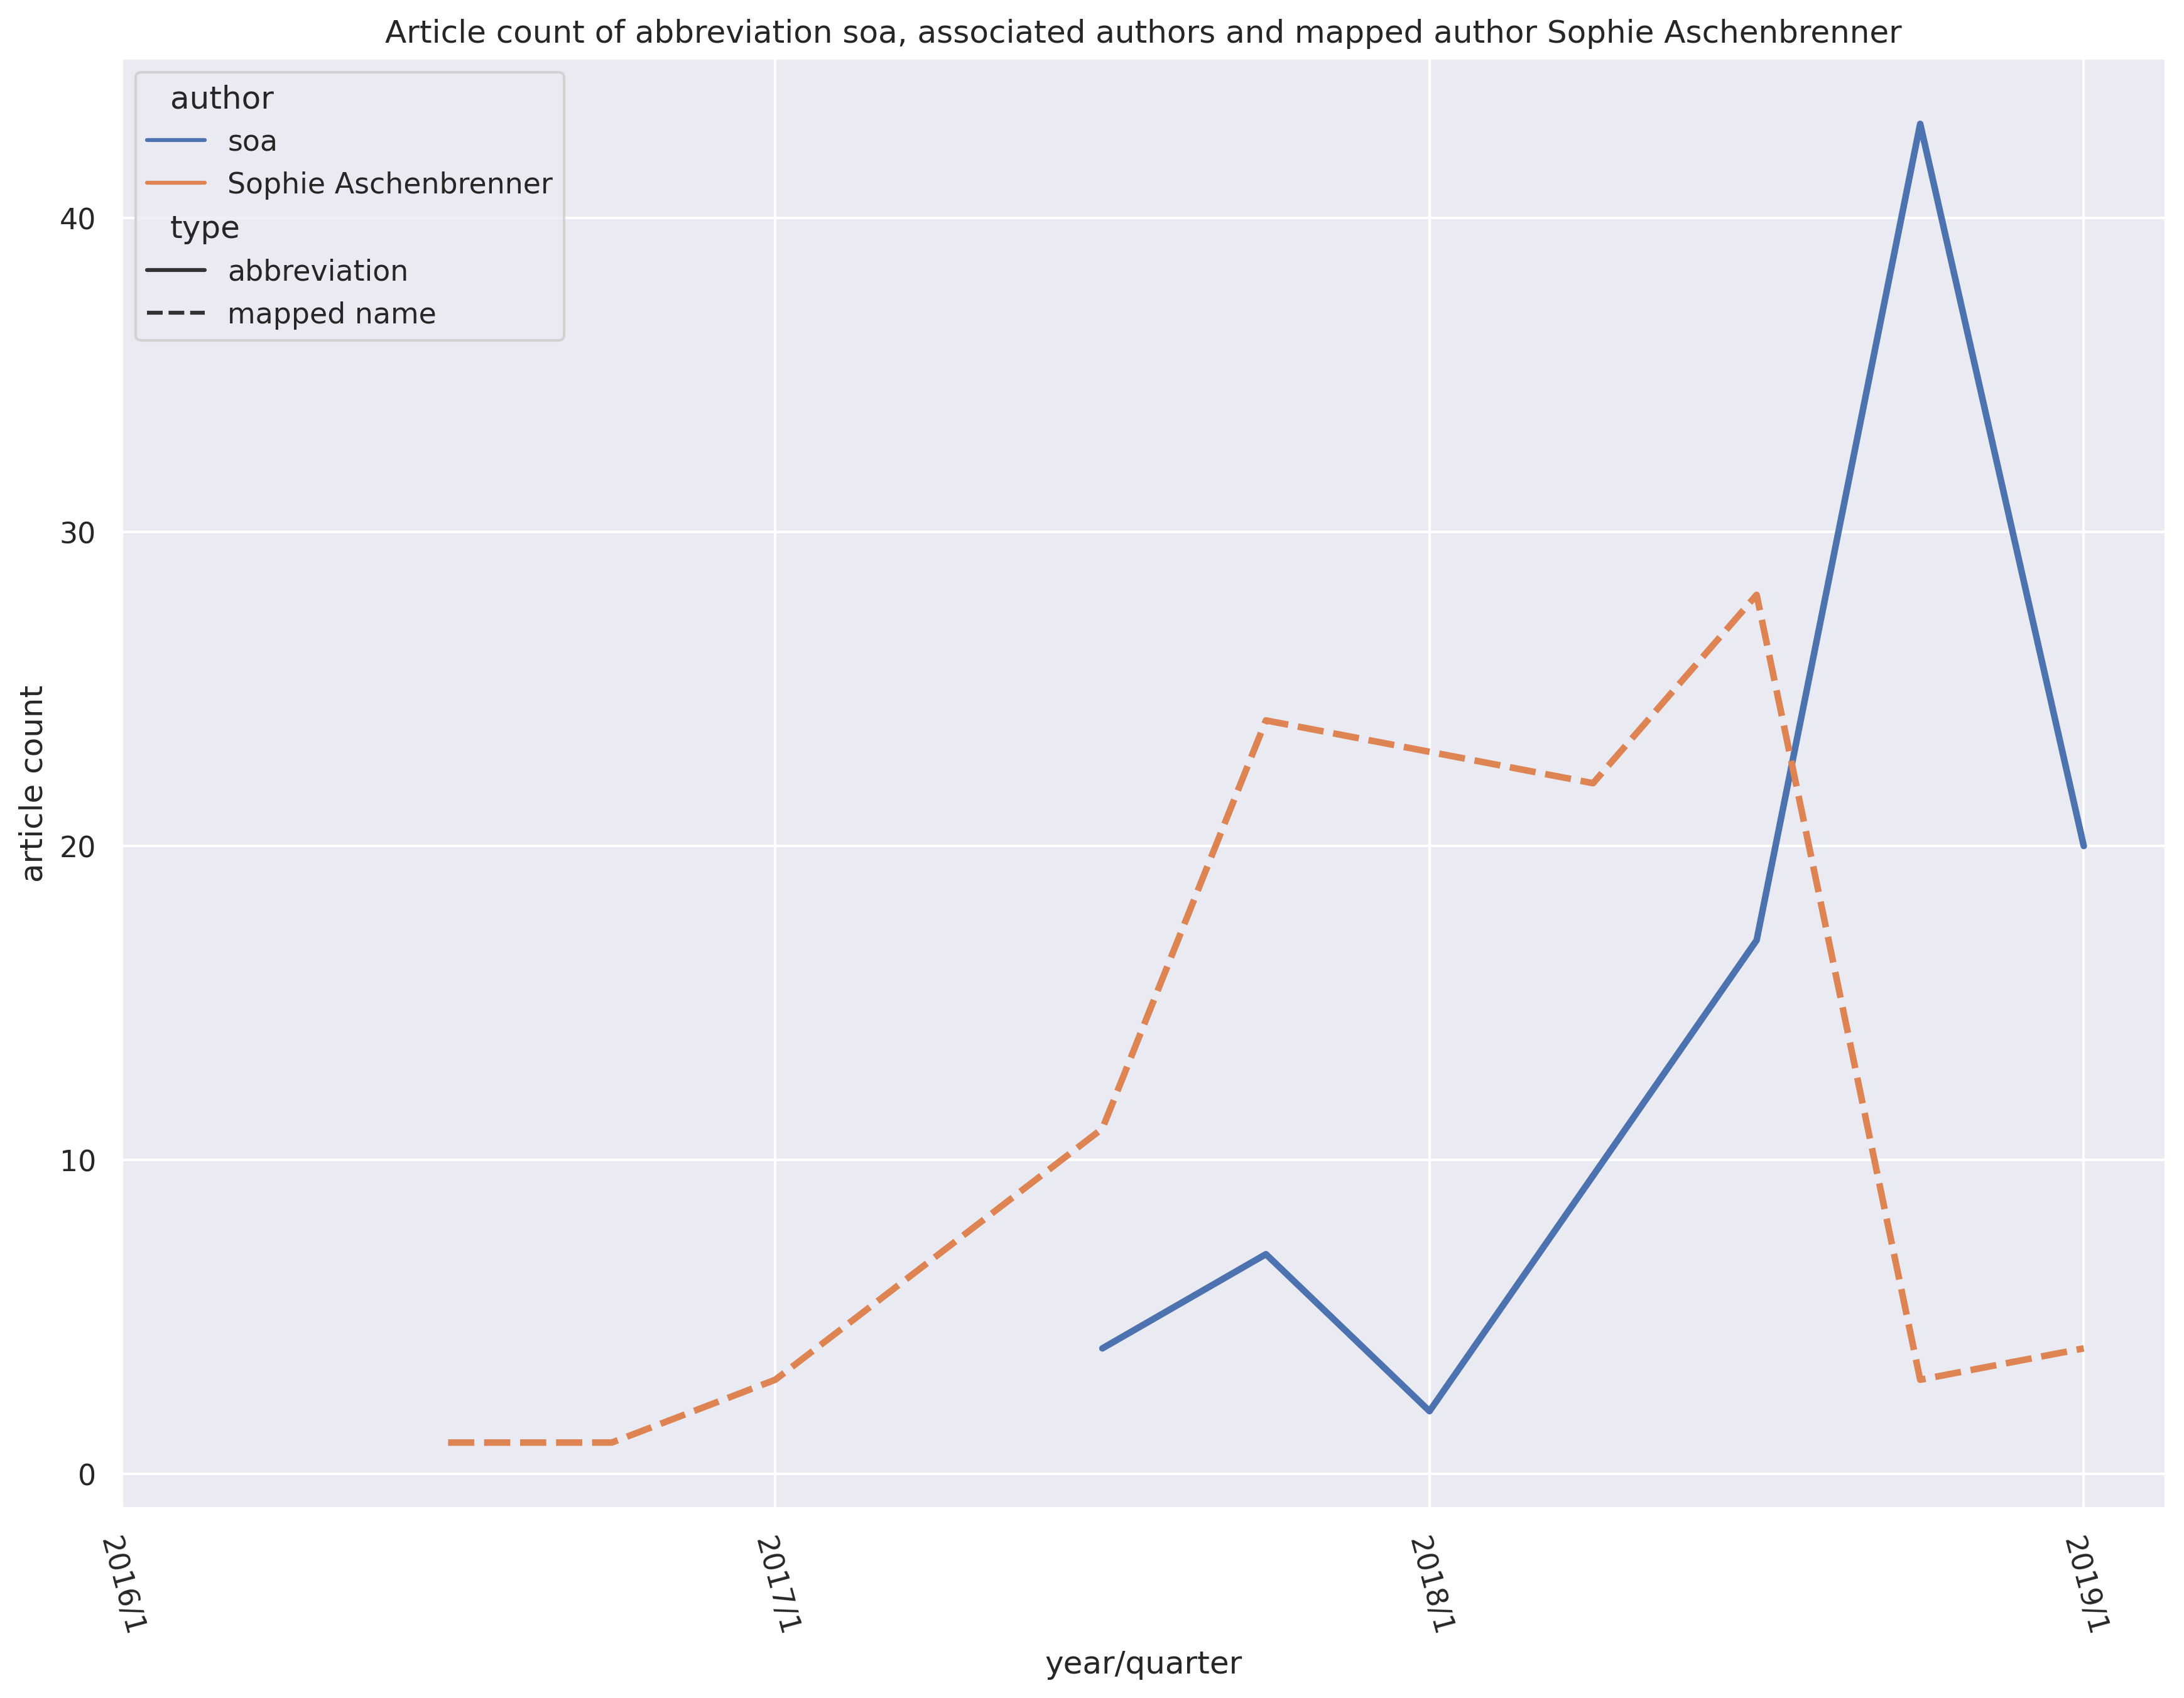 Article count of abbreviation soa, associated authors and mapped author Sophie Aschenbrenner
author
soa
Sophie Aschenbrenner
type
abbreviation
mapped name
40
30
20
10
0
article count
2016/1
2017/1
2018/1
2019/1
year/quarter